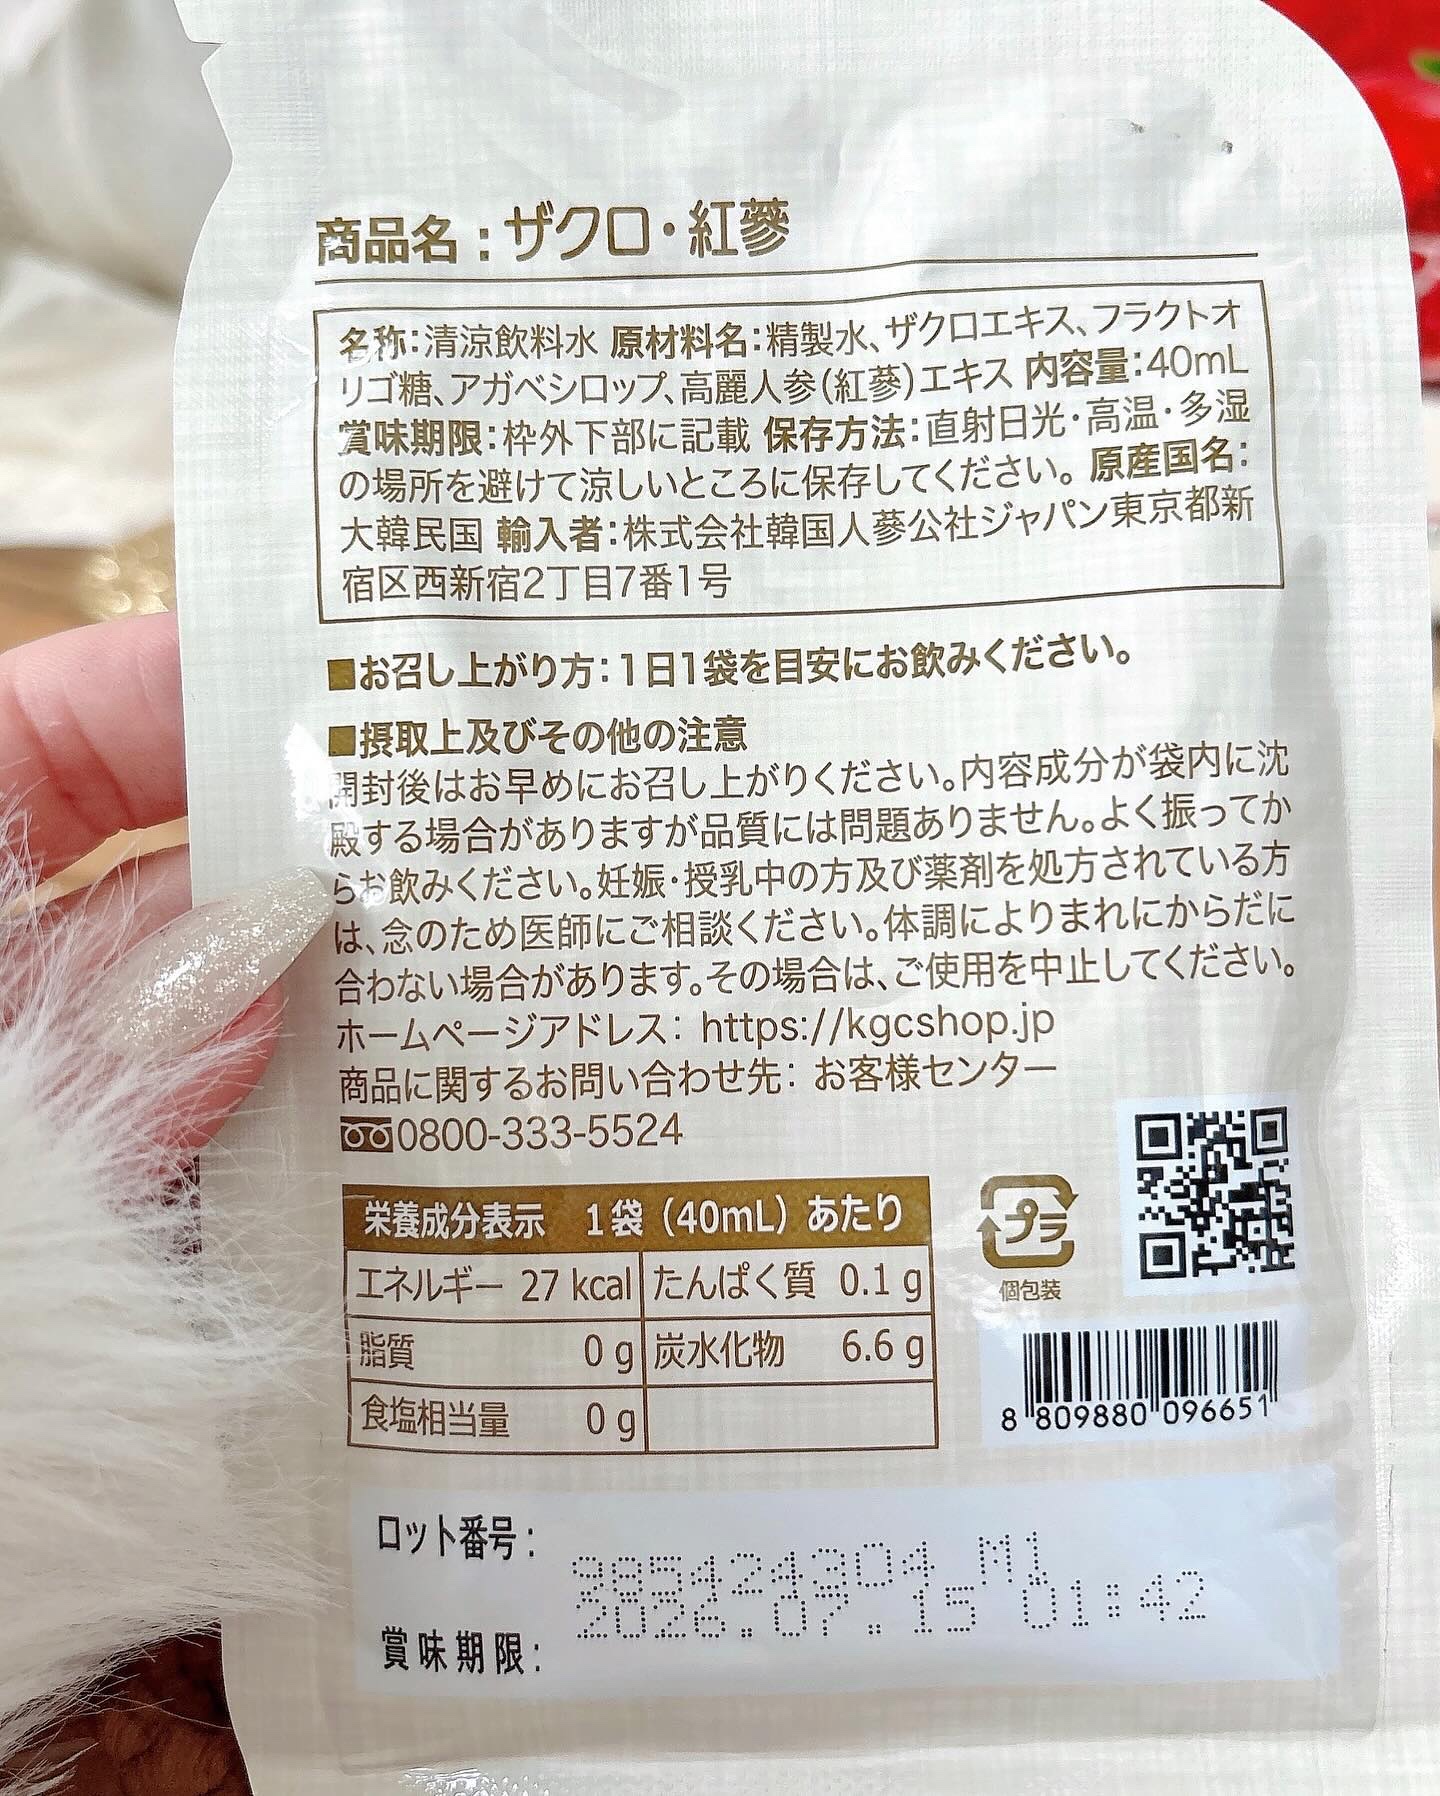 商品名：ザクロ・紅蔘
名称：清涼飲料水 原材料名：精製水、ザクロエキス、フラクトオ
リゴ糖、アガベシロップ、高麗人参(紅蔘)エキス 内容量：40mL
賞味期限：枠外下部に記載 保存方法：直射日光・高温・多湿
の場所を避けて涼しいところに保存してください。 原産国名：
大韓民国 輸入者：株式会社韓国人蔘公社ジャパン東京都新
宿区西新宿2丁目7番1号
■お召し上がり方：1日1袋を目安にお飲みください。
■摂取上及びその他の注意
開封後はお早めにお召し上がりください。内容成分が袋内に沈
殿する場合がありますが品質には問題ありません。よく振ってか
らお飲みください。妊娠・授乳中の方及び薬剤を処方されている方
は、念のため医師にご相談ください。体調によりまれにからだに
合わない場合があります。その場合は、ご使用を中止してください。
ホームページアドレス： https://kgcshop.jp
商品に関するお問い合わせ先： お客様センター
0800-333-5524
栄養成分表示 1袋（40mL）あたり
エネルギー 27 kcal たんぱく質 0.1 g
脂質 0 g 炭水化物 6.6 g
食塩相当量 0 g
プラ
個包装
8 809880 096651
ロット番号： 985424304 M1
賞味期限： 2026.07.15 01:42